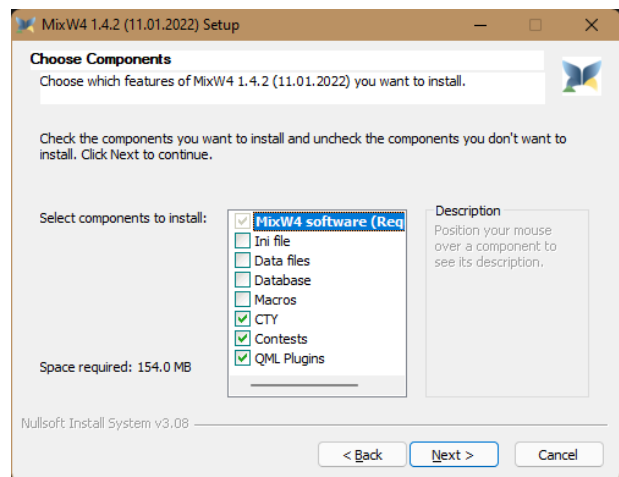 MixW4 1.4.2 (11.01.2022) Setup
Choose Components
Choose which features of MixW4 1.4.2 (11.01.2022) you want to install.
Check the components you want to install and uncheck the components you don't want to
install. Click Next to continue.
Select components to install:
MixW4 software (Req
Ini file
Data files
Database
Macros
CTY
Contests
QML Plugins
Description
Position your mouse
over a component to
see its description.
Space required: 154.0 MB
Nullsoft Install System v3.08
< Back
Next >
Cancel